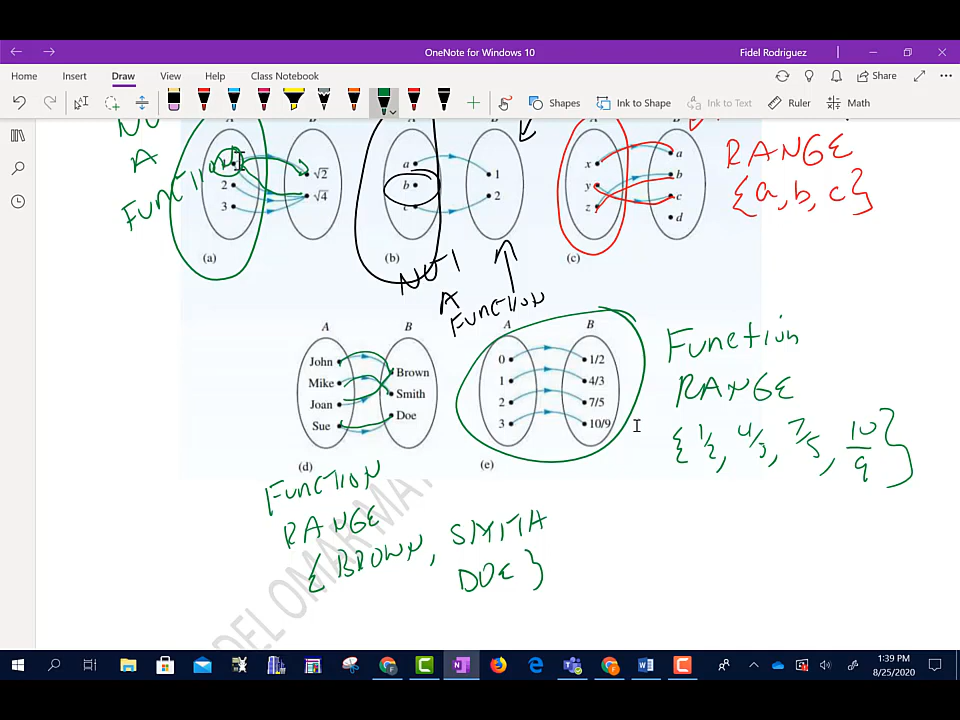 OneNote for Windows 10
Fidel Rodriguez
Home Insert Draw View Help Class Notebook
Share
Shapes Ink to Shape Ink to Text Ruler Math
A
FUNCTION
2
3
√2
√4
(a)
a
b
1
2
(b)
x
y
z
a
b
c
d
(c)
RANGE
{a, b, c}
NOT
A
FUNCTION
A B
John
Mike
Joan
Sue
Brown
Smith
Doe
(d)
A B
0 1/2
1 4/3
2 7/5
3 10/9
(e)
Function
RANGE
{1/2, 4/3, 7/5, 10/9}
FUNCTION
RANGE
{BROWN, SMITH
DOE}
1:39 PM
8/25/2020